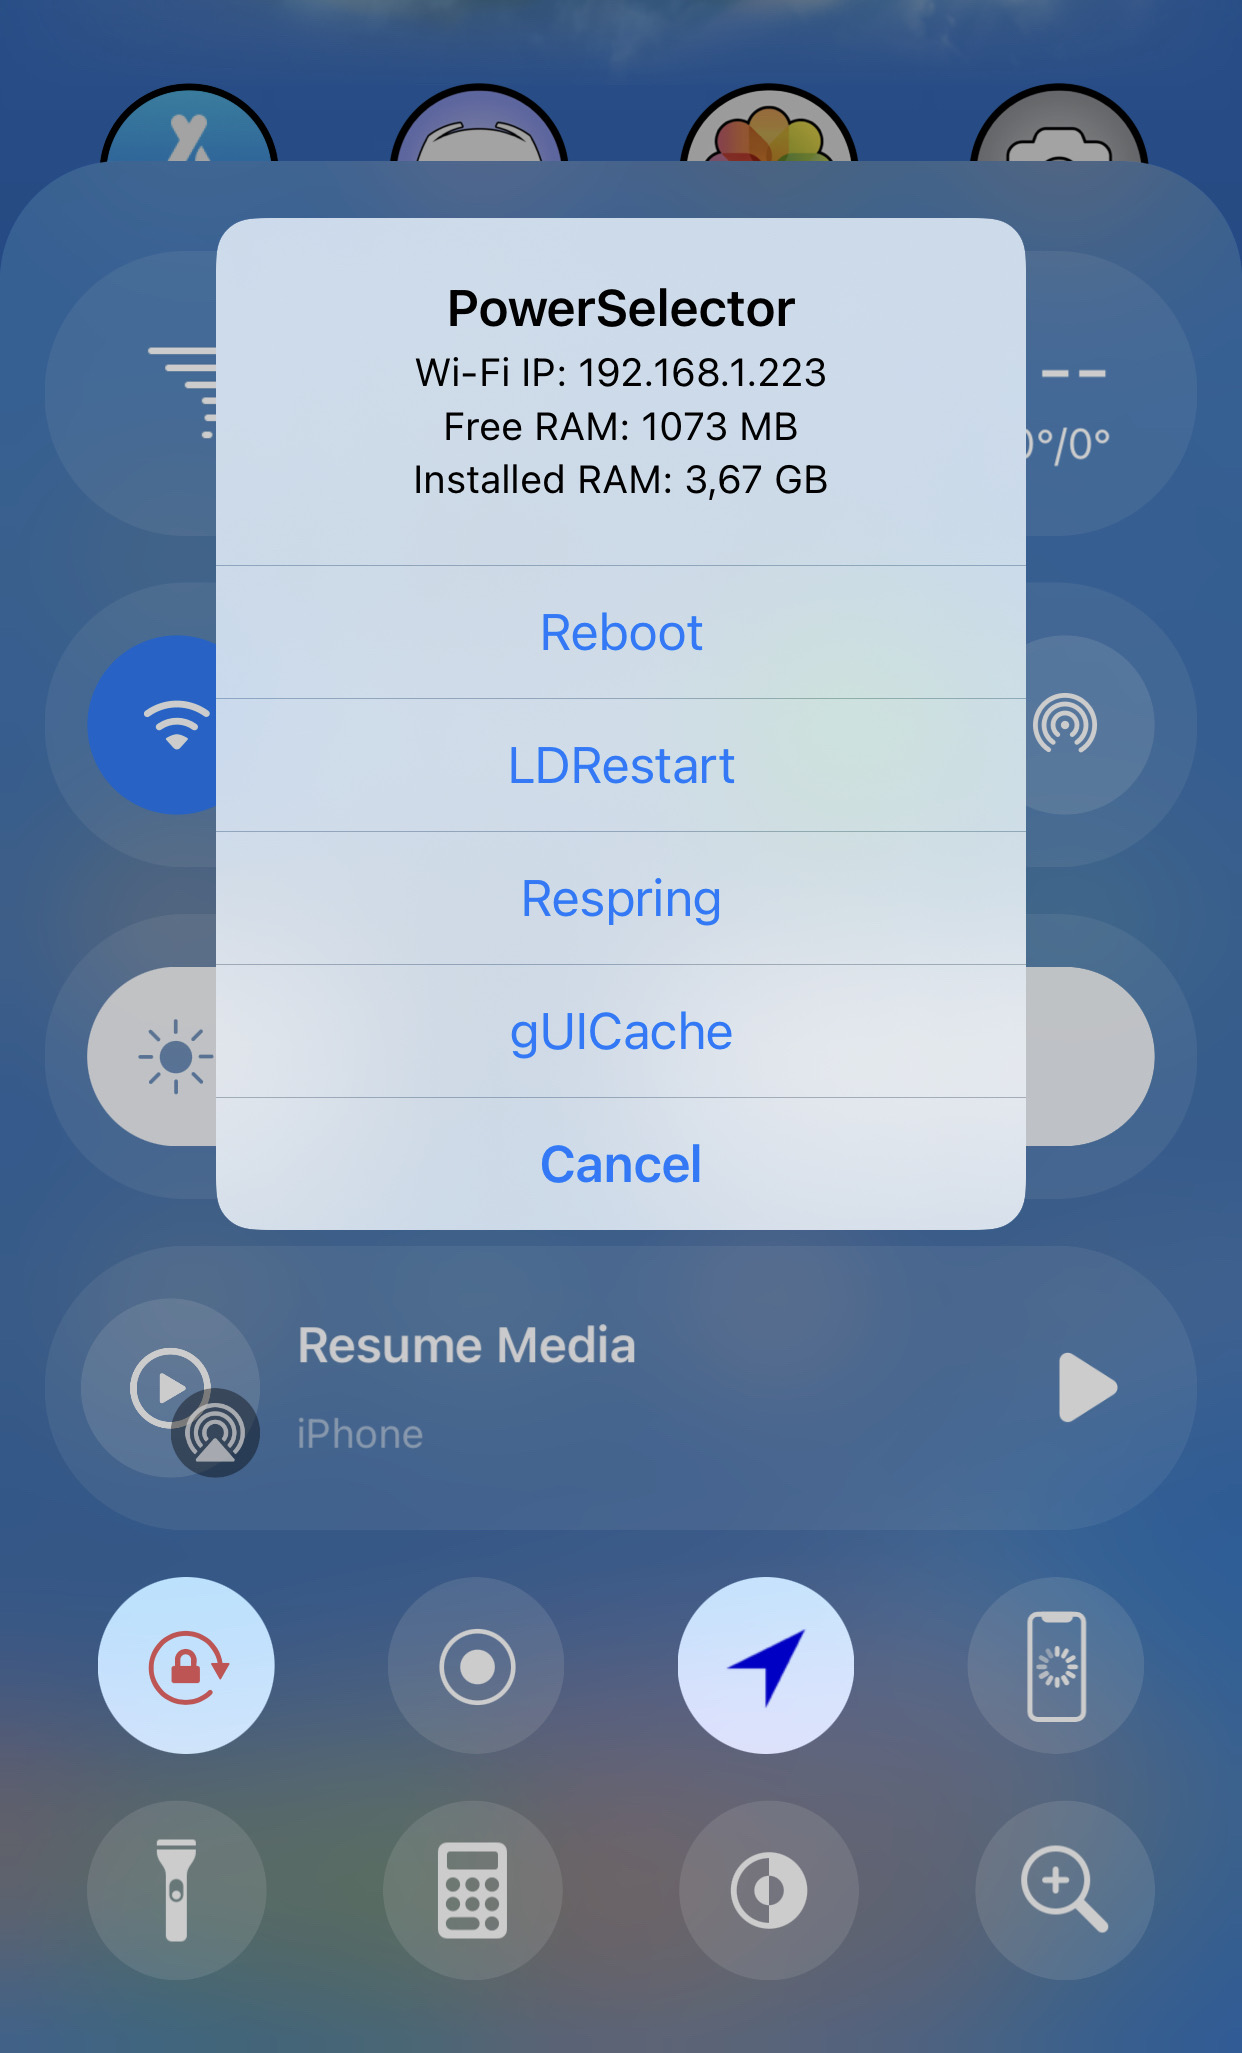 PowerSelector
Wi-Fi IP: 192.168.1.223
Free RAM: 1073 MB
Installed RAM: 3,67 GB
--
0°/0°
Reboot
LDRestart
Respring
gUICache
Cancel
Resume Media
iPhone